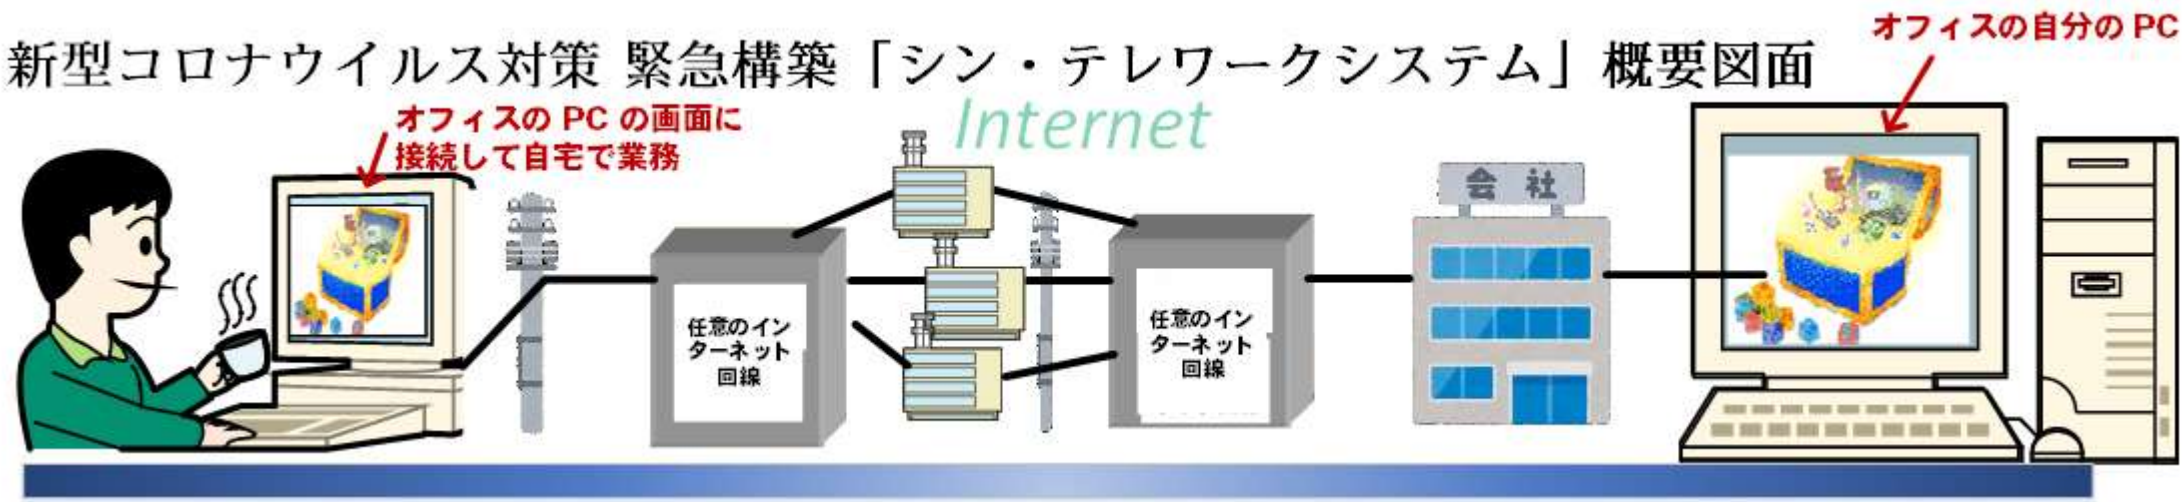 新型コロナウイルス対策 緊急構築「シン・テレワークシステム」概要図面
オフィスの自分の PC
オフィスの PC の画面に
接続して自宅で業務
Internet
任意のイン
ターネット
回線
任意のイン
ターネット
回線
会社